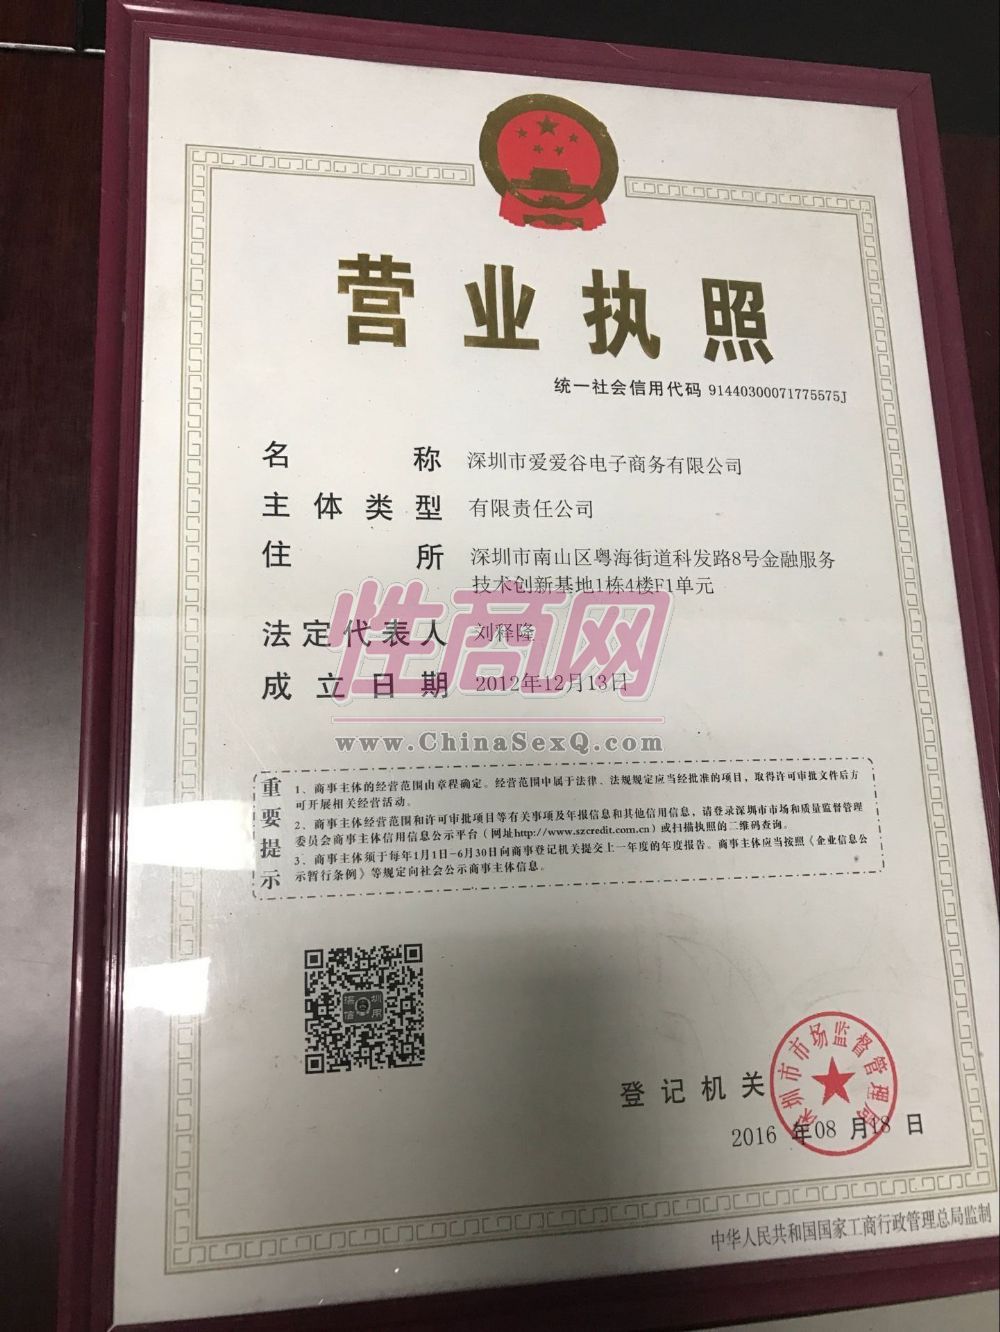 营业执照
统一社会信用代码 91440300071775575J
名称 深圳市爱爱谷电子商务有限公司
主体类型 有限责任公司
住所 深圳市南山区粤海街道科发路8号金融服务
技术创新基地1栋4楼F1单元
法定代表人 刘释隆
成立日期 2012年12月13日
性商网
www.ChinaSexQ.com
重要提示
1、商事主体的经营范围由章程确定。经营范围中属于法律、法规规定应当经批准的项目，取得许可审批文件后方
可开展相关经营活动。
2、商事主体经营范围和许可审批项目等有关事项及年报信息和其他信用信息，请登录深圳市市场和质量监督管理
委员会商事主体信用信息公示平台（网址http://www.szcredit.com.cn）或扫描执照的二维码查询。
3、商事主体须于每年1月1日-6月30日向商事登记机关提交上一年度的年度报告。商事主体应当按照《企业信息公
示暂行条例》等规定向社会公示商事主体信息。
深圳
信用
登记机关
深圳市市场监督管理局
2016 年 08 月 18 日
中华人民共和国国家工商行政管理总局监制